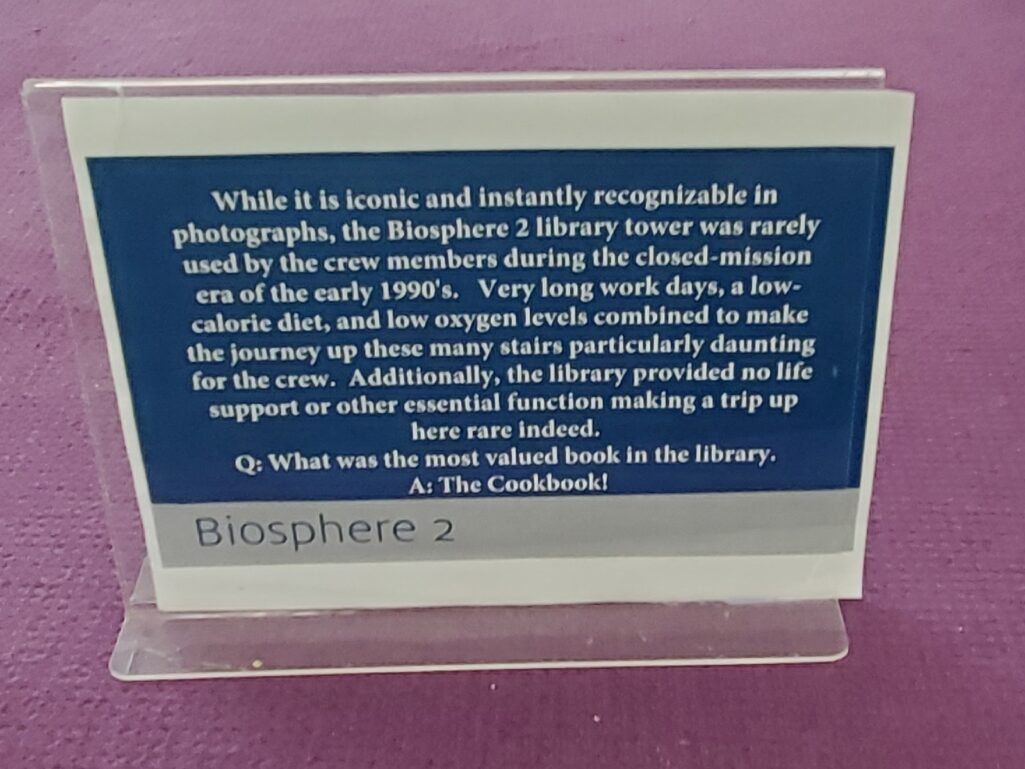 While it is iconic and instantly recognizable in
photographs, the Biosphere 2 library tower was rarely
used by the crew members during the closed-mission
era of the early 1990's.  Very long work days, a low-
calorie diet, and low oxygen levels combined to make
the journey up these many stairs particularly daunting
for the crew.  Additionally, the library provided no life
support or other essential function making a trip up
here rare indeed.
Q: What was the most valued book in the library.
A: The Cookbook!
Biosphere 2